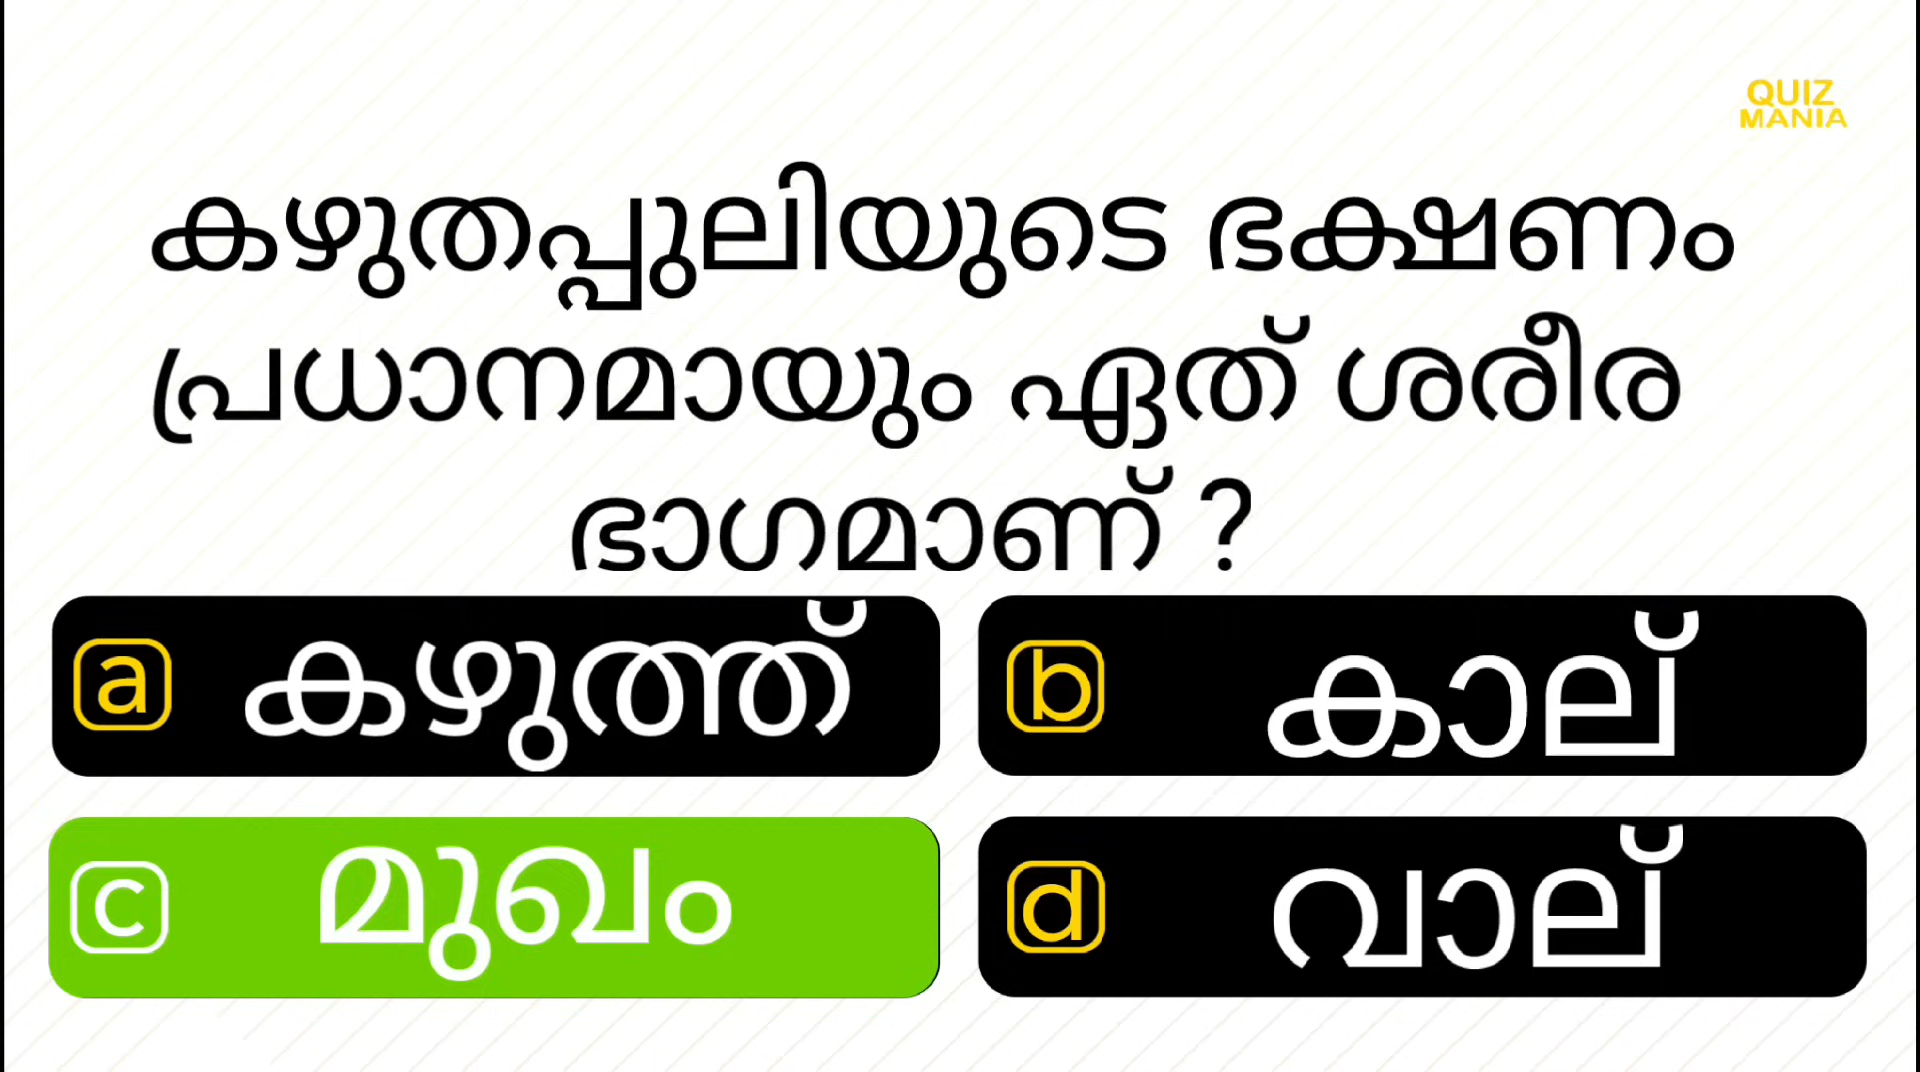 QUIZ
MANIA
കഴുതപ്പുലിയുടെ ഭക്ഷണം
പ്രധാനമായും ഏത് ശരീര
ഭാഗമാണ് ?
a കഴുത്ത്
b കാല്
c മുഖം
d വാല്